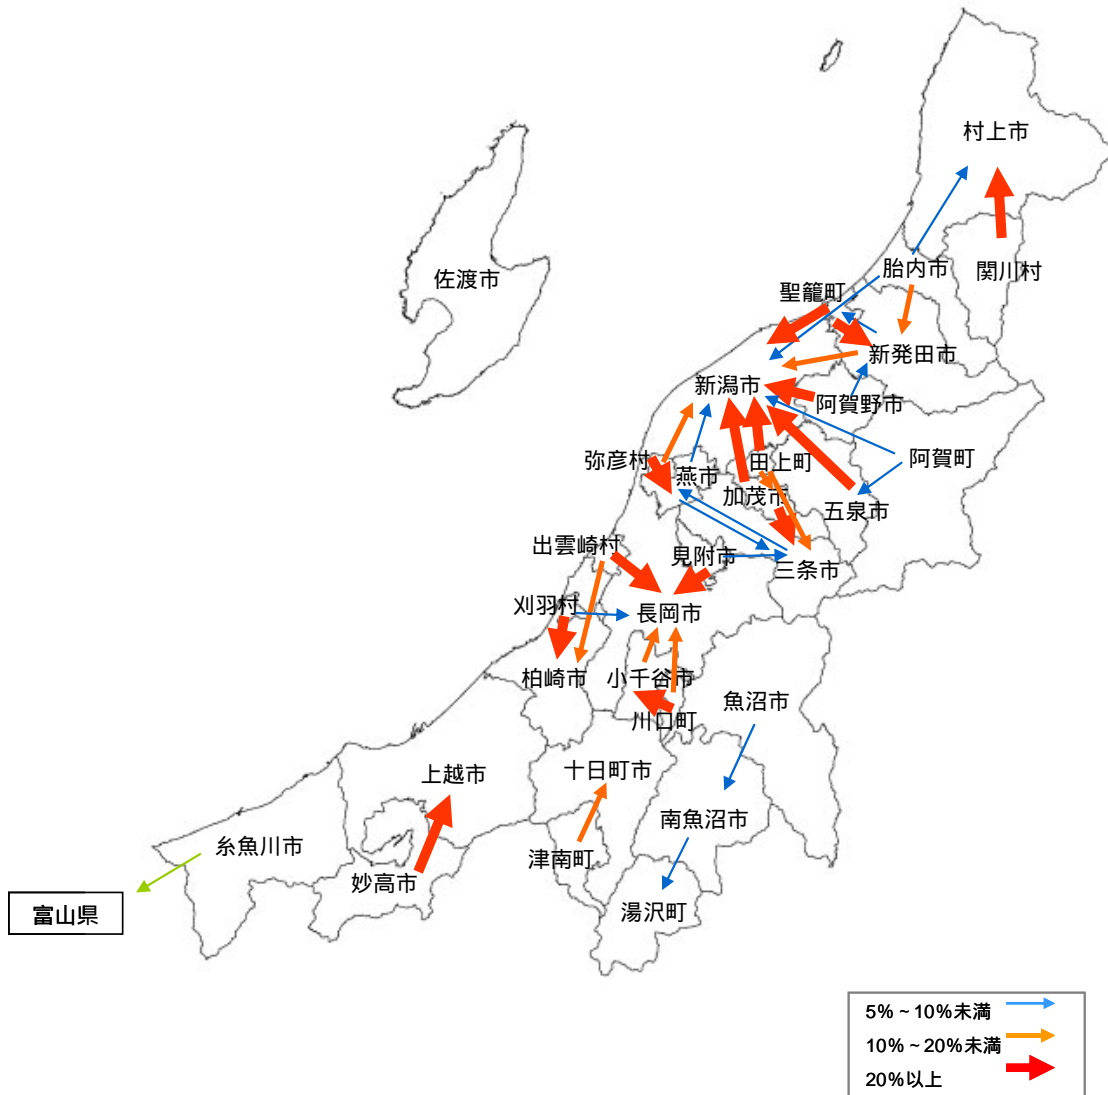 村上市
胎内市
関川村
佐渡市
聖籠町
新発田市
新潟市
阿賀野市
弥彦村
燕市
田上町
阿賀町
加茂市
五泉市
出雲崎村
見附市
三条市
刈羽村
長岡市
柏崎市
小千谷市
魚沼市
川口町
上越市
十日町市
南魚沼市
糸魚川市
津南町
妙高市
湯沢町
富山県
5%~10%未満
10%~20%未満
20%以上